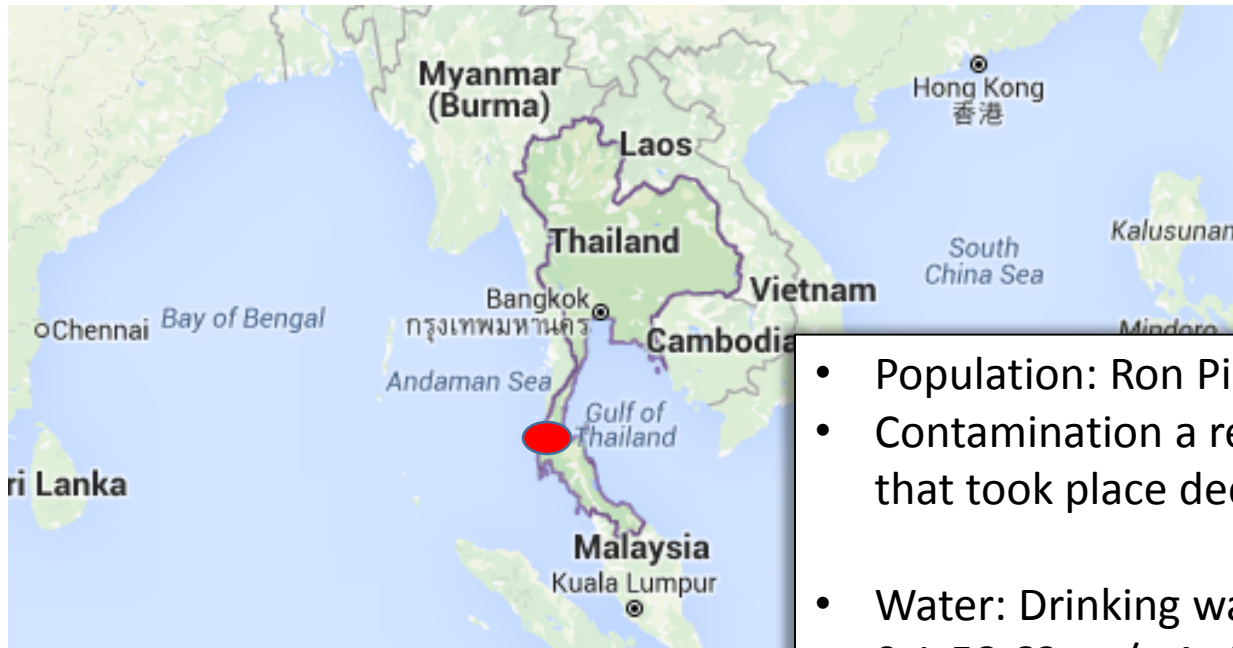 Myanmar
(Burma)
Hong Kong
香港
Laos
Thailand
South
China Sea
Kalusunan
Bangkok
กรุงเทพมหานคร
Vietnam
Chennai
Bay of Bengal
Cambodia
Mindoro
Andaman Sea
Gulf of
Thailand
ri Lanka
Malaysia
Kuala Lumpur
• Population: Ron Pi
• Contamination a re
that took place dec
• Water: Drinking wa